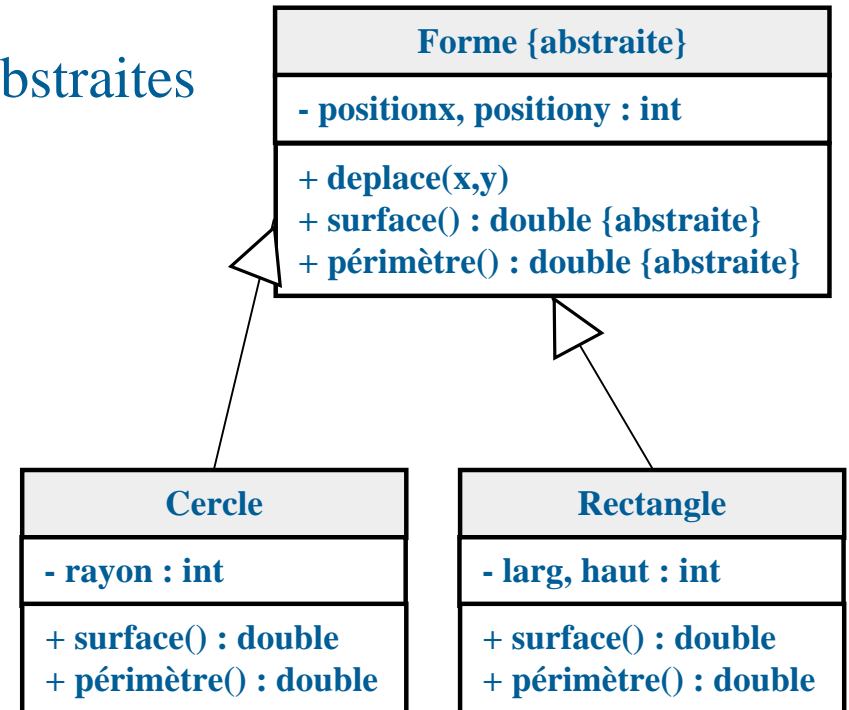 bstraites
Forme {abstraite}
- positionx, positiony : int
+ deplace(x,y)
+ surface() : double {abstraite}
+ périmètre() : double {abstraite}
Cercle
- rayon : int
+ surface() : double
+ périmètre() : double
Rectangle
- larg, haut : int
+ surface() : double
+ périmètre() : double